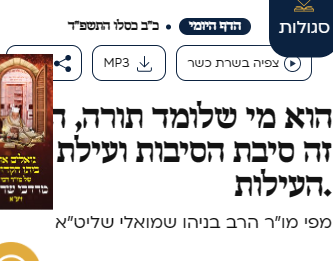 סגולות
הדף היומי • כ"ב כסלו התשפ"ד
צפיה בשרת כשר
MP3
הוא מי שלומד תורה,
זה סיבת הסיבות ועילת
העילות.
מפי מו"ר הרב בניהו שמואלי שליט"א